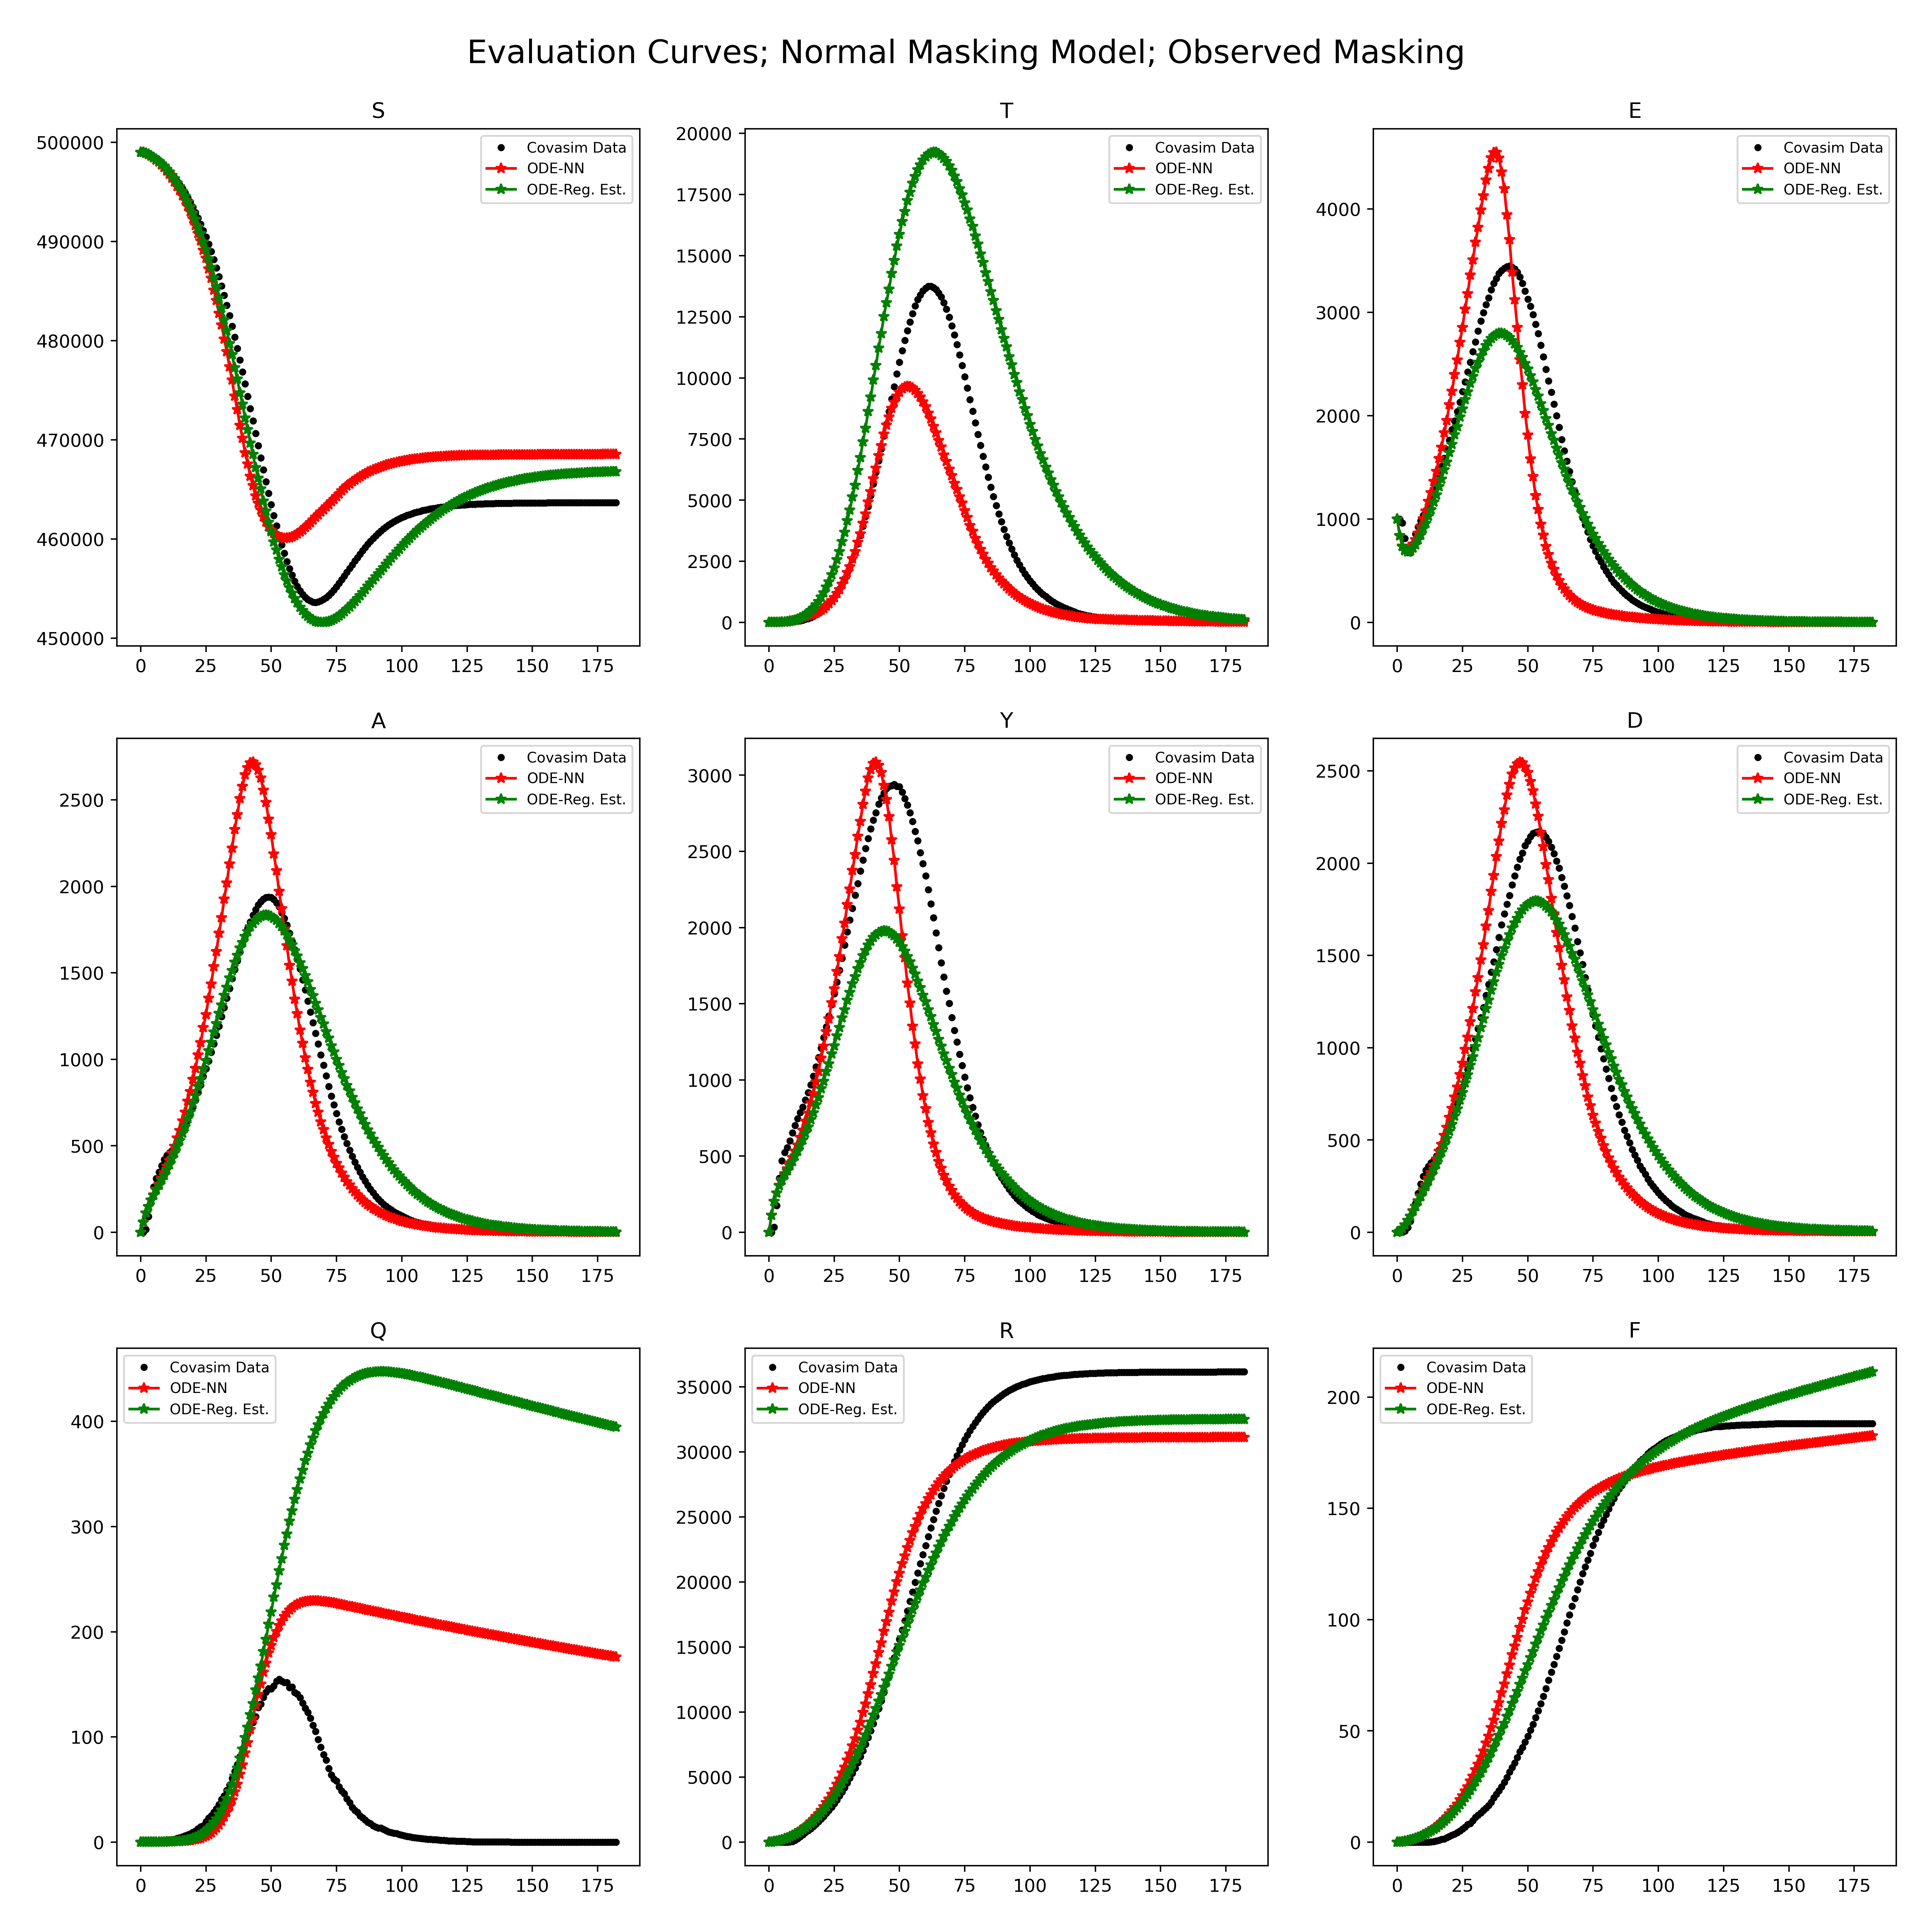 Evaluation Curves; Normal Masking Model; Observed Masking
S
500000
490000
480000
470000
460000
450000
0 25 50 75 100 125 150 175
Covasim Data
ODE-NN
ODE-Reg. Est.
T
20000
17500
15000
12500
10000
7500
5000
2500
0
0 25 50 75 100 125 150 175
Covasim Data
ODE-NN
ODE-Reg. Est.
E
4000
3000
2000
1000
0
0 25 50 75 100 125 150 175
Covasim Data
ODE-NN
ODE-Reg. Est.
A
2500
2000
1500
1000
500
0
0 25 50 75 100 125 150 175
Covasim Data
ODE-NN
ODE-Reg. Est.
Y
3000
2500
2000
1500
1000
500
0
0 25 50 75 100 125 150 175
Covasim Data
ODE-NN
ODE-Reg. Est.
D
2500
2000
1500
1000
500
0
0 25 50 75 100 125 150 175
Covasim Data
ODE-NN
ODE-Reg. Est.
Q
400
300
200
100
0
0 25 50 75 100 125 150 175
Covasim Data
ODE-NN
ODE-Reg. Est.
R
35000
30000
25000
20000
15000
10000
5000
0
0 25 50 75 100 125 150 175
Covasim Data
ODE-NN
ODE-Reg. Est.
F
200
150
100
50
0
0 25 50 75 100 125 150 175
Covasim Data
ODE-NN
ODE-Reg. Est.